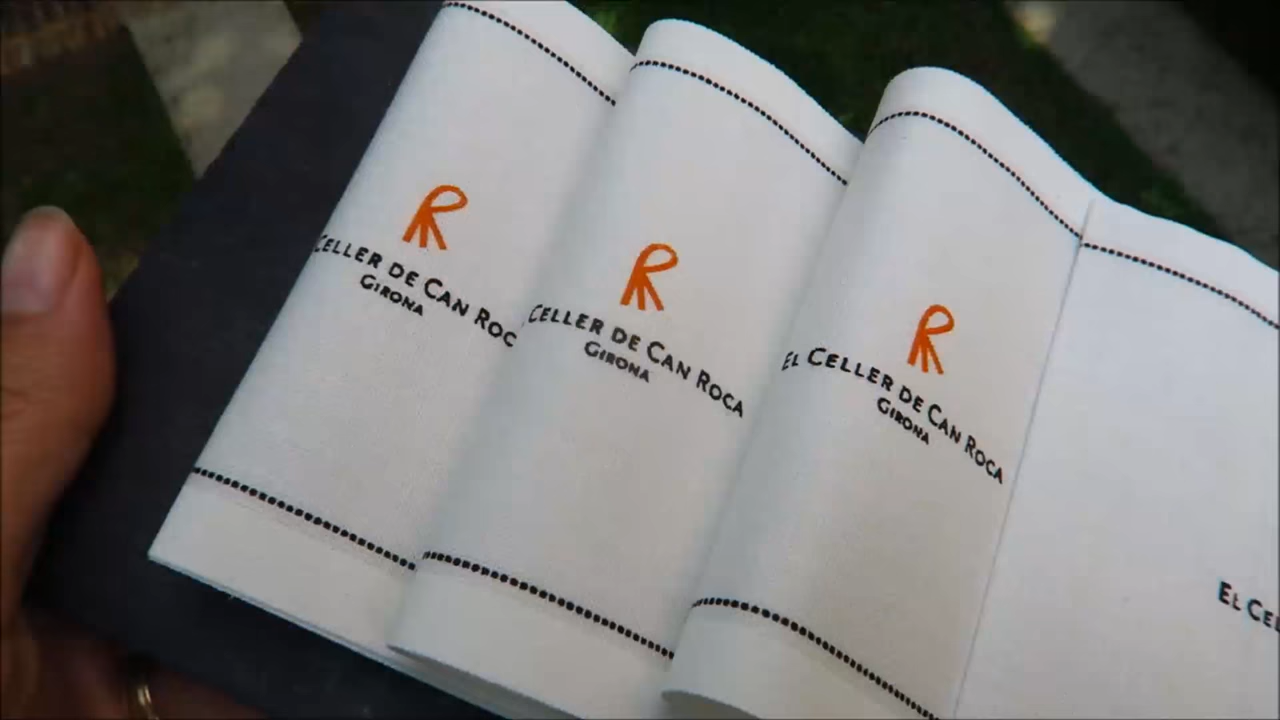 CELLER DE CAN ROC
GIRONA
CELLER DE CAN ROCA
GIRONA
EL CELLER DE CAN ROCA
GIRONA
EL CEL